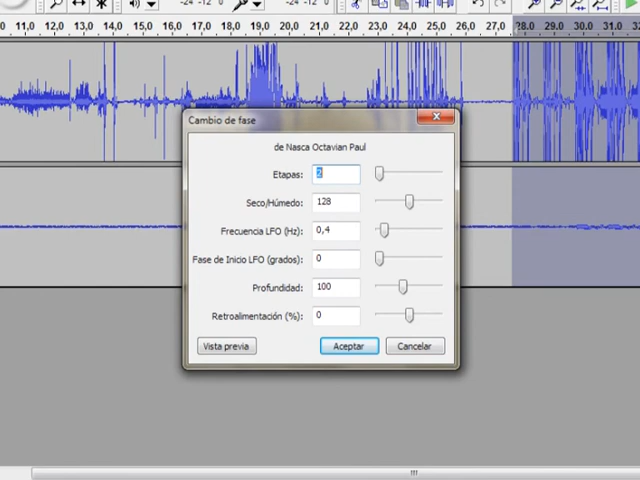 -24 -12 0 -24 -12 0
11,0 12,0 13,0 14,0 15,0 16,0 17,0 18,0 19,0 20,0 21,0 22,0 23,0 24,0 25,0 26,0 27,0 28,0 29,0 30,0 31,0
Cambio de fase
de Nasca Octavian Paul
Etapas: 2
Seco/Húmedo: 128
Frecuencia LFO (Hz): 0,4
Fase de Inicio LFO (grados): 0
Profundidad: 100
Retroalimentación (%): 0
Vista previa Aceptar Cancelar